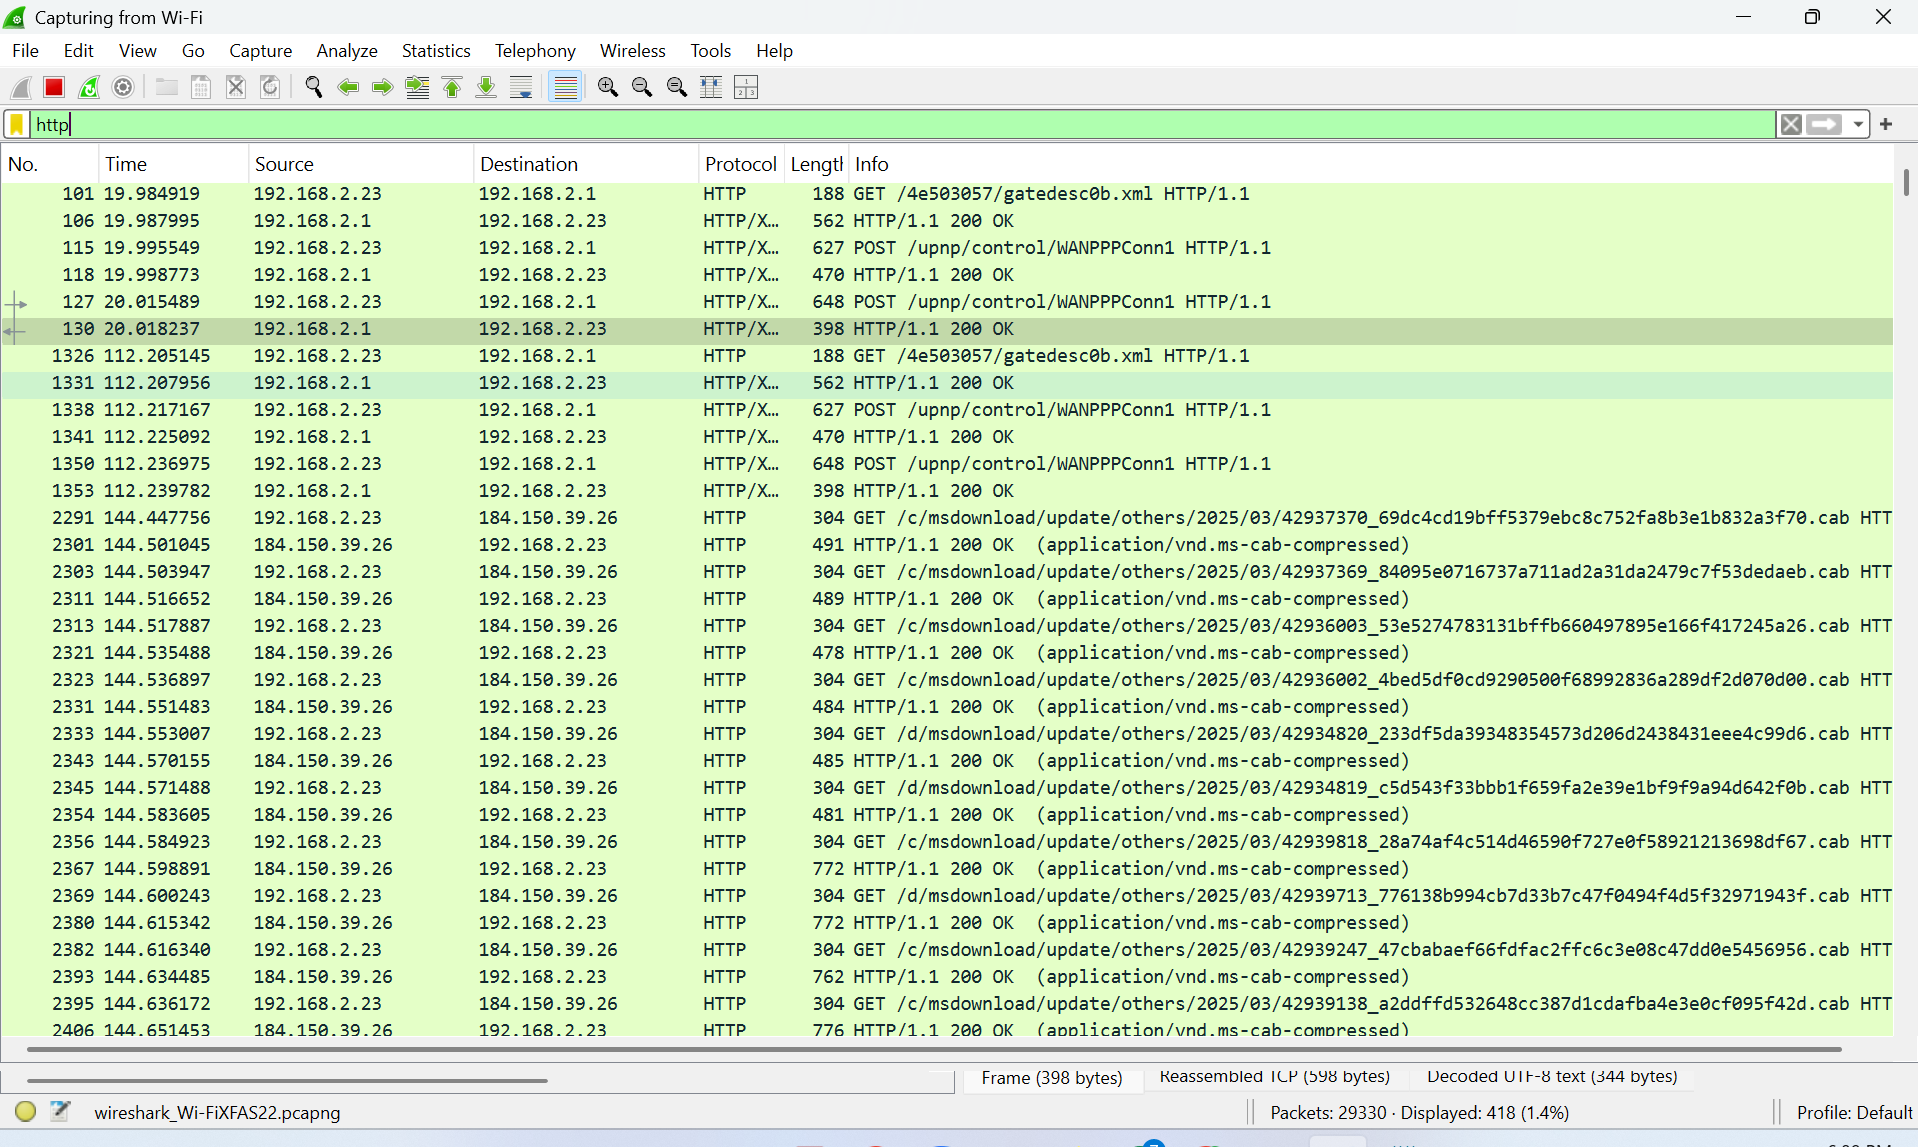 Capturing from Wi-Fi
File Edit View Go Capture Analyze Statistics Telephony Wireless Tools Help
http
No. Time Source Destination Protocol Length Info
101 19.984919 192.168.2.23 192.168.2.1 HTTP 188 GET /4e503057/gatedesc0b.xml HTTP/1.1
106 19.987995 192.168.2.1 192.168.2.23 HTTP/X… 562 HTTP/1.1 200 OK
115 19.995549 192.168.2.23 192.168.2.1 HTTP/X… 627 POST /upnp/control/WANPPPConn1 HTTP/1.1
118 19.998773 192.168.2.1 192.168.2.23 HTTP/X… 470 HTTP/1.1 200 OK
127 20.015489 192.168.2.23 192.168.2.1 HTTP/X… 648 POST /upnp/control/WANPPPConn1 HTTP/1.1
130 20.018237 192.168.2.1 192.168.2.23 HTTP/X… 398 HTTP/1.1 200 OK
1326 112.205145 192.168.2.23 192.168.2.1 HTTP 188 GET /4e503057/gatedesc0b.xml HTTP/1.1
1331 112.207956 192.168.2.1 192.168.2.23 HTTP/X… 562 HTTP/1.1 200 OK
1338 112.217167 192.168.2.23 192.168.2.1 HTTP/X… 627 POST /upnp/control/WANPPPConn1 HTTP/1.1
1341 112.225092 192.168.2.1 192.168.2.23 HTTP/X… 470 HTTP/1.1 200 OK
1350 112.236975 192.168.2.23 192.168.2.1 HTTP/X… 648 POST /upnp/control/WANPPPConn1 HTTP/1.1
1353 112.239782 192.168.2.1 192.168.2.23 HTTP/X… 398 HTTP/1.1 200 OK
2291 144.447756 192.168.2.23 184.150.39.26 HTTP 304 GET /c/msdownload/update/others/2025/03/42937370_69dc4cd19bff5379ebc8c752fa8b3e1b832a3f70.cab HTT
2301 144.501045 184.150.39.26 192.168.2.23 HTTP 491 HTTP/1.1 200 OK (application/vnd.ms-cab-compressed)
2303 144.503947 192.168.2.23 184.150.39.26 HTTP 304 GET /c/msdownload/update/others/2025/03/42937369_84095e0716737a711ad2a31da2479c7f53dedaeb.cab HTT
2311 144.516652 184.150.39.26 192.168.2.23 HTTP 489 HTTP/1.1 200 OK (application/vnd.ms-cab-compressed)
2313 144.517887 192.168.2.23 184.150.39.26 HTTP 304 GET /c/msdownload/update/others/2025/03/42936003_53e5274783131bffb660497895e166f417245a26.cab HTT
2321 144.535488 184.150.39.26 192.168.2.23 HTTP 478 HTTP/1.1 200 OK (application/vnd.ms-cab-compressed)
2323 144.536897 192.168.2.23 184.150.39.26 HTTP 304 GET /c/msdownload/update/others/2025/03/42936002_4bed5df0cd9290500f68992836a289df2d070d00.cab HTT
2331 144.551483 184.150.39.26 192.168.2.23 HTTP 484 HTTP/1.1 200 OK (application/vnd.ms-cab-compressed)
2333 144.553007 192.168.2.23 184.150.39.26 HTTP 304 GET /d/msdownload/update/others/2025/03/42934820_233df5da39348354573d206d2438431eee4c99d6.cab HTT
2343 144.570155 184.150.39.26 192.168.2.23 HTTP 485 HTTP/1.1 200 OK (application/vnd.ms-cab-compressed)
2345 144.571488 192.168.2.23 184.150.39.26 HTTP 304 GET /d/msdownload/update/others/2025/03/42934819_c5d543f33bbb1f659fa2e39e1bf9f9a94d642f0b.cab HTT
2354 144.583605 184.150.39.26 192.168.2.23 HTTP 481 HTTP/1.1 200 OK (application/vnd.ms-cab-compressed)
2356 144.584923 192.168.2.23 184.150.39.26 HTTP 304 GET /c/msdownload/update/others/2025/03/42939818_28a74af4c514d46590f727e0f58921213698df67.cab HTT
2367 144.598891 184.150.39.26 192.168.2.23 HTTP 772 HTTP/1.1 200 OK (application/vnd.ms-cab-compressed)
2369 144.600243 192.168.2.23 184.150.39.26 HTTP 304 GET /d/msdownload/update/others/2025/03/42939713_776138b994cb7d33b7c47f0494f4d5f32971943f.cab HTT
2380 144.615342 184.150.39.26 192.168.2.23 HTTP 772 HTTP/1.1 200 OK (application/vnd.ms-cab-compressed)
2382 144.616340 192.168.2.23 184.150.39.26 HTTP 304 GET /c/msdownload/update/others/2025/03/42939247_47cbabaef66fdfac2ffc6c3e08c47dd0e5456956.cab HTT
2393 144.634485 184.150.39.26 192.168.2.23 HTTP 762 HTTP/1.1 200 OK (application/vnd.ms-cab-compressed)
2395 144.636172 192.168.2.23 184.150.39.26 HTTP 304 GET /c/msdownload/update/others/2025/03/42939138_a2ddffd532648cc387d1cdafba4e3e0cf095f42d.cab HTT
2406 144.651453 184.150.39.26 192.168.2.23 HTTP 776 HTTP/1.1 200 OK (application/vnd.ms-cab-compressed)
Frame (398 bytes) Reassembled TCP (598 bytes) Decoded UTF-8 text (344 bytes)
wireshark_Wi-FiXFAS22.pcapng Packets: 29330 · Displayed: 418 (1.4%) Profile: Default